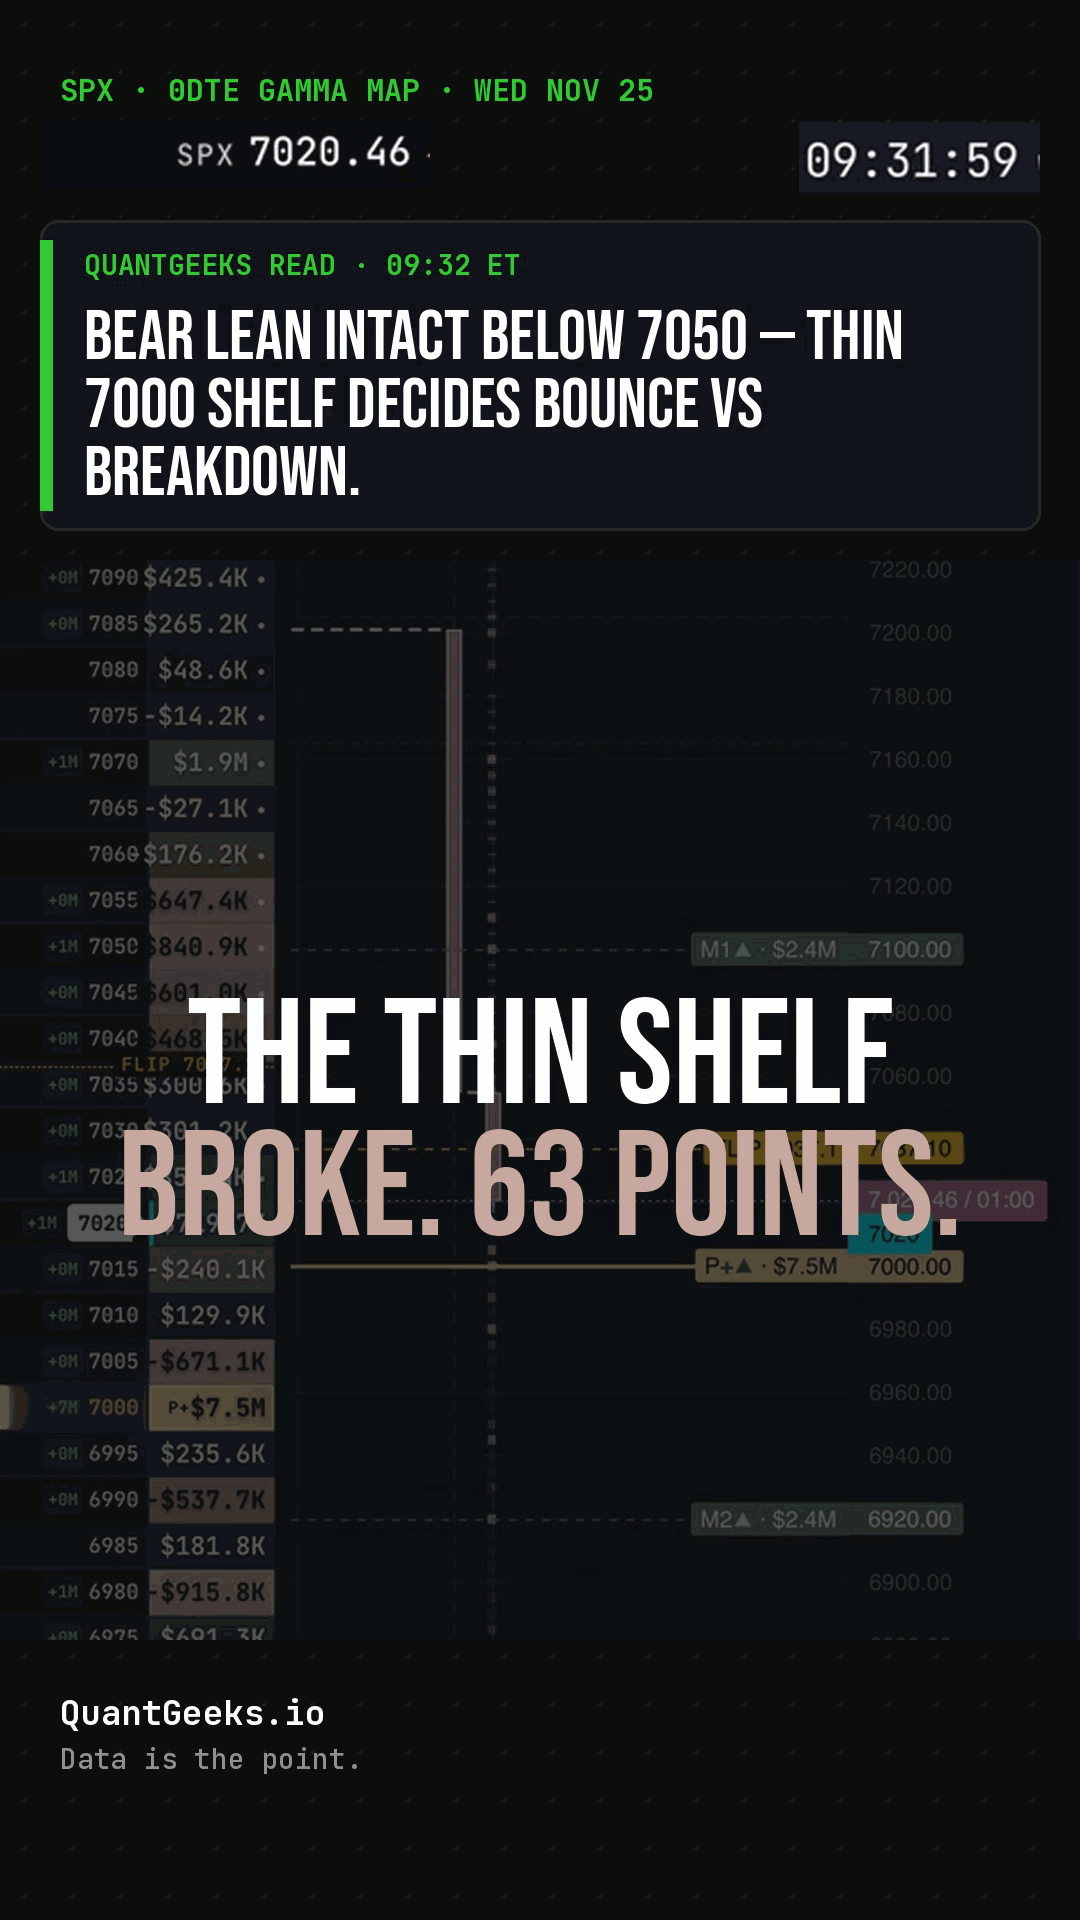 SPX · 0DTE GAMMA MAP · WED NOV 25
SPX 7020.46
09:31:59
QUANTGEEKS READ · 09:32 ET
BEAR LEAN INTACT BELOW 7050 — THIN
7000 SHELF DECIDES BOUNCE VS
BREAKDOWN.
+0M 7090 $425.4K
+0M 7085 $265.2K
7080 $48.6K
7075 -$14.2K
+1M 7070 $1.9M
7065 -$27.1K
7060 $176.2K
+0M 7055 $647.4K
+1M 7050 $840.9K
+0M 7045
+0M 7040
FLIP
+0M 7035
+0M
+1M
+1M 7020
+0M 7015 -$240.1K
+0M 7010 $129.9K
+0M 7005 -$671.1K
+7M 7000 P+ $7.5M
+0M 6995 $235.6K
+0M 6990 -$537.7K
6985 $181.8K
+1M 6980 -$915.8K
+0M 6975
7220.00
7200.00
7180.00
7160.00
7140.00
7120.00
M1▲ · $2.4M 7100.00
7060.00
7020
P+▲ · $7.5M 7000.00
6980.00
6960.00
6940.00
M2▲ · $2.4M 6920.00
6900.00
THE THIN SHELF
BROKE. 63 POINTS.
QuantGeeks.io
Data is the point.